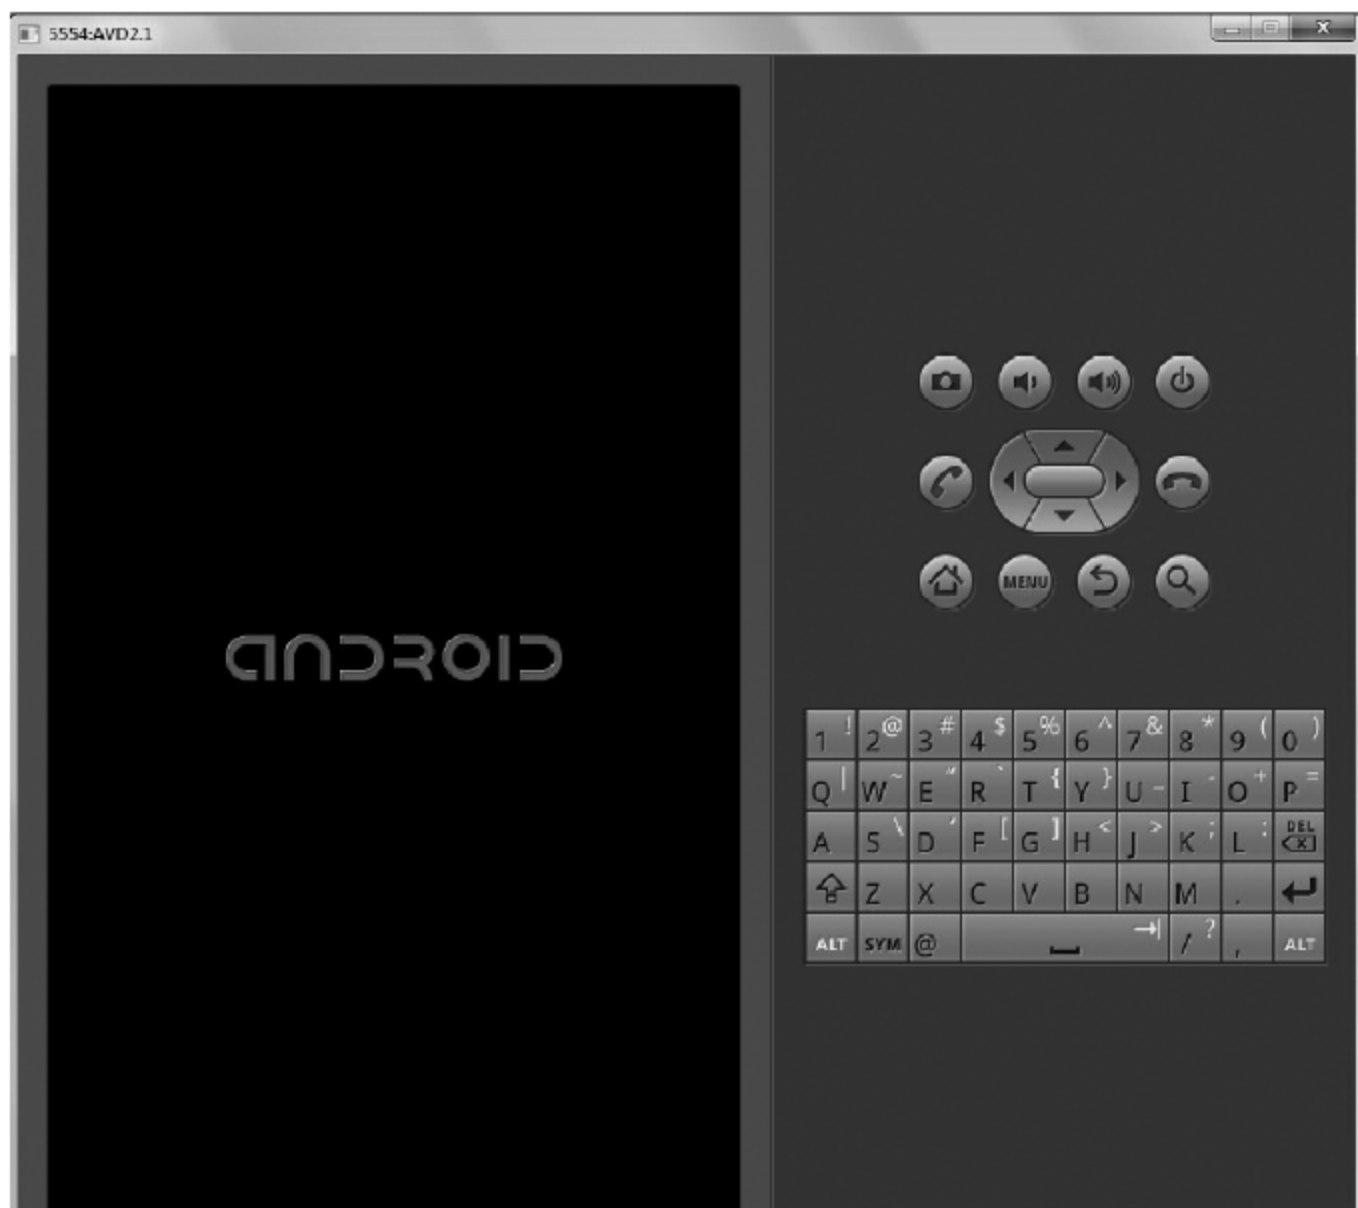 5554:AVD2.1
ANDROID
MENU
1 ! 2 @ 3 # 4 $ 5 % 6 ^ 7 & 8 * 9 ( 0 )
Q | W ~ E " R ` T { Y } U _ I - O + P =
A S \ D ' F [ G ] H < J > K ; L : DEL
Z X C V B N M .
ALT SYM @ / ? , ALT